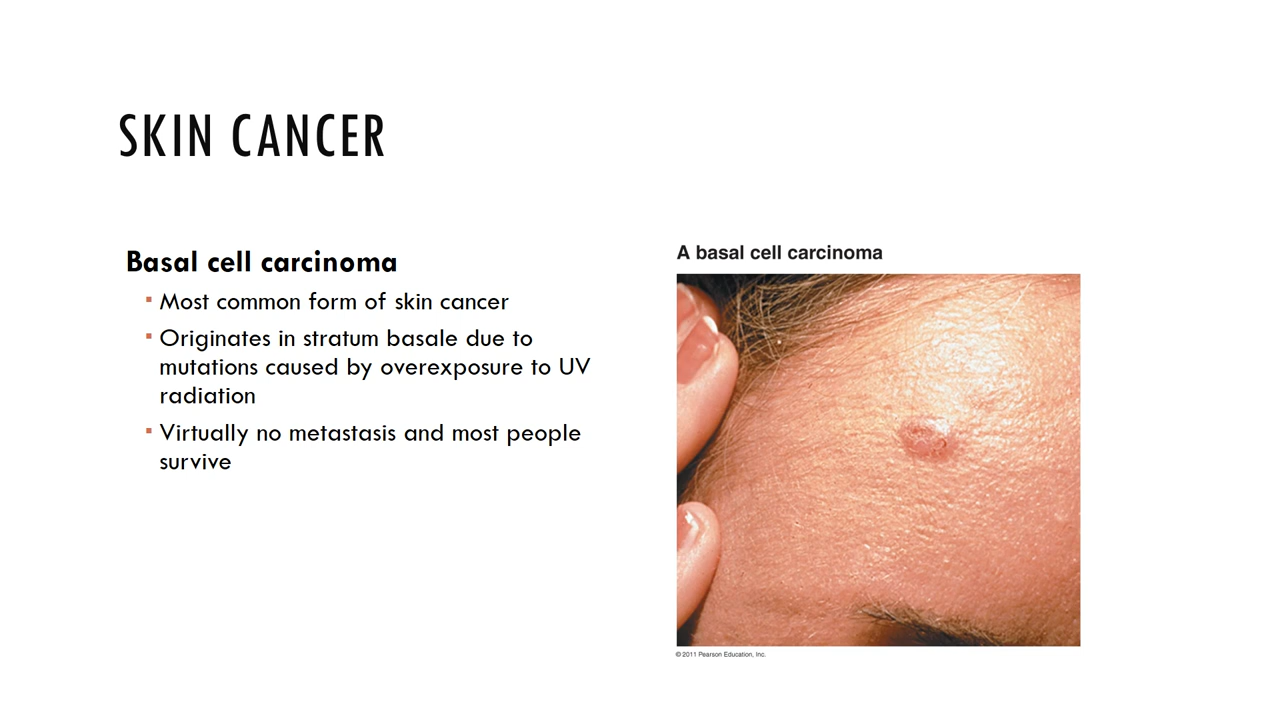 SKIN CANCER
Basal cell carcinoma
▪ Most common form of skin cancer
▪ Originates in stratum basale due to
mutations caused by overexposure to UV
radiation
▪ Virtually no metastasis and most people
survive
A basal cell carcinoma
© 2011 Pearson Education, Inc.